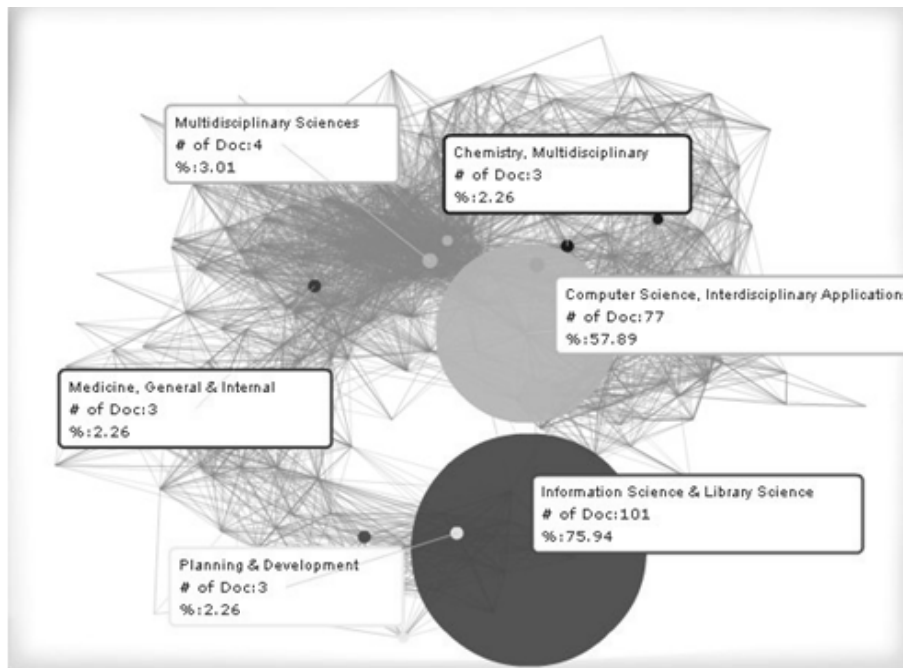 Multidisciplinary Sciences
# of Doc:4
%:3.01
Chemistry, Multidisciplinary
# of Doc:3
%:2.26
Computer Science, Interdisciplinary Applications
# of Doc:77
%:57.89
Medicine, General & Internal
# of Doc:3
%:2.26
Information Science & Library Science
# of Doc:101
%:75.94
Planning & Development
# of Doc:3
%:2.26